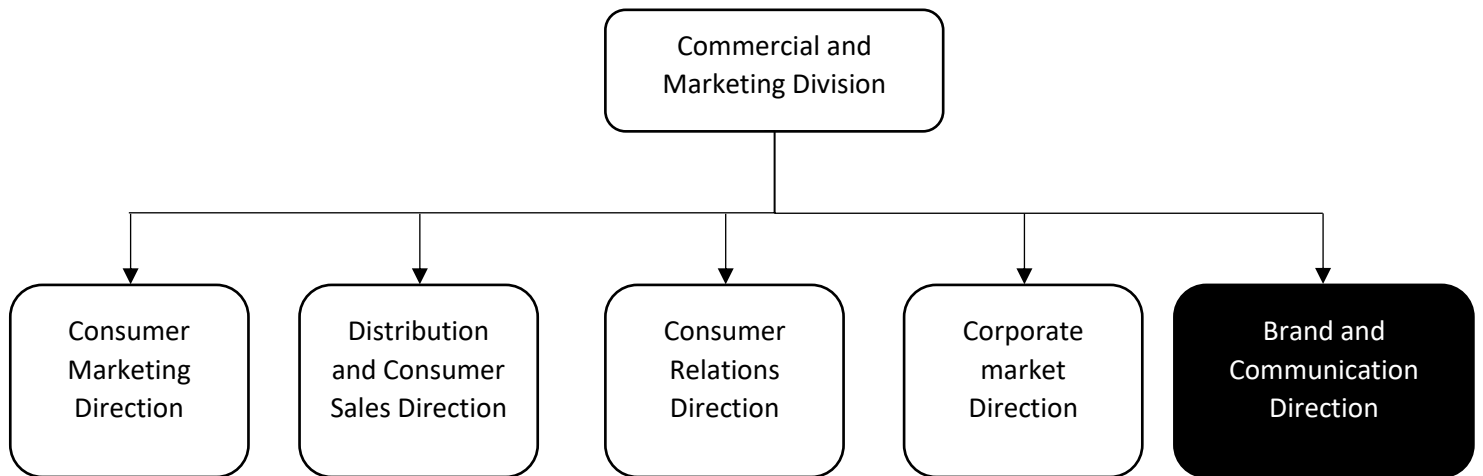 Commercial and
Marketing Division
Consumer
Marketing
Direction
Distribution
and Consumer
Sales Direction
Consumer
Relations
Direction
Corporate
market
Direction
Brand and
Communication
Direction